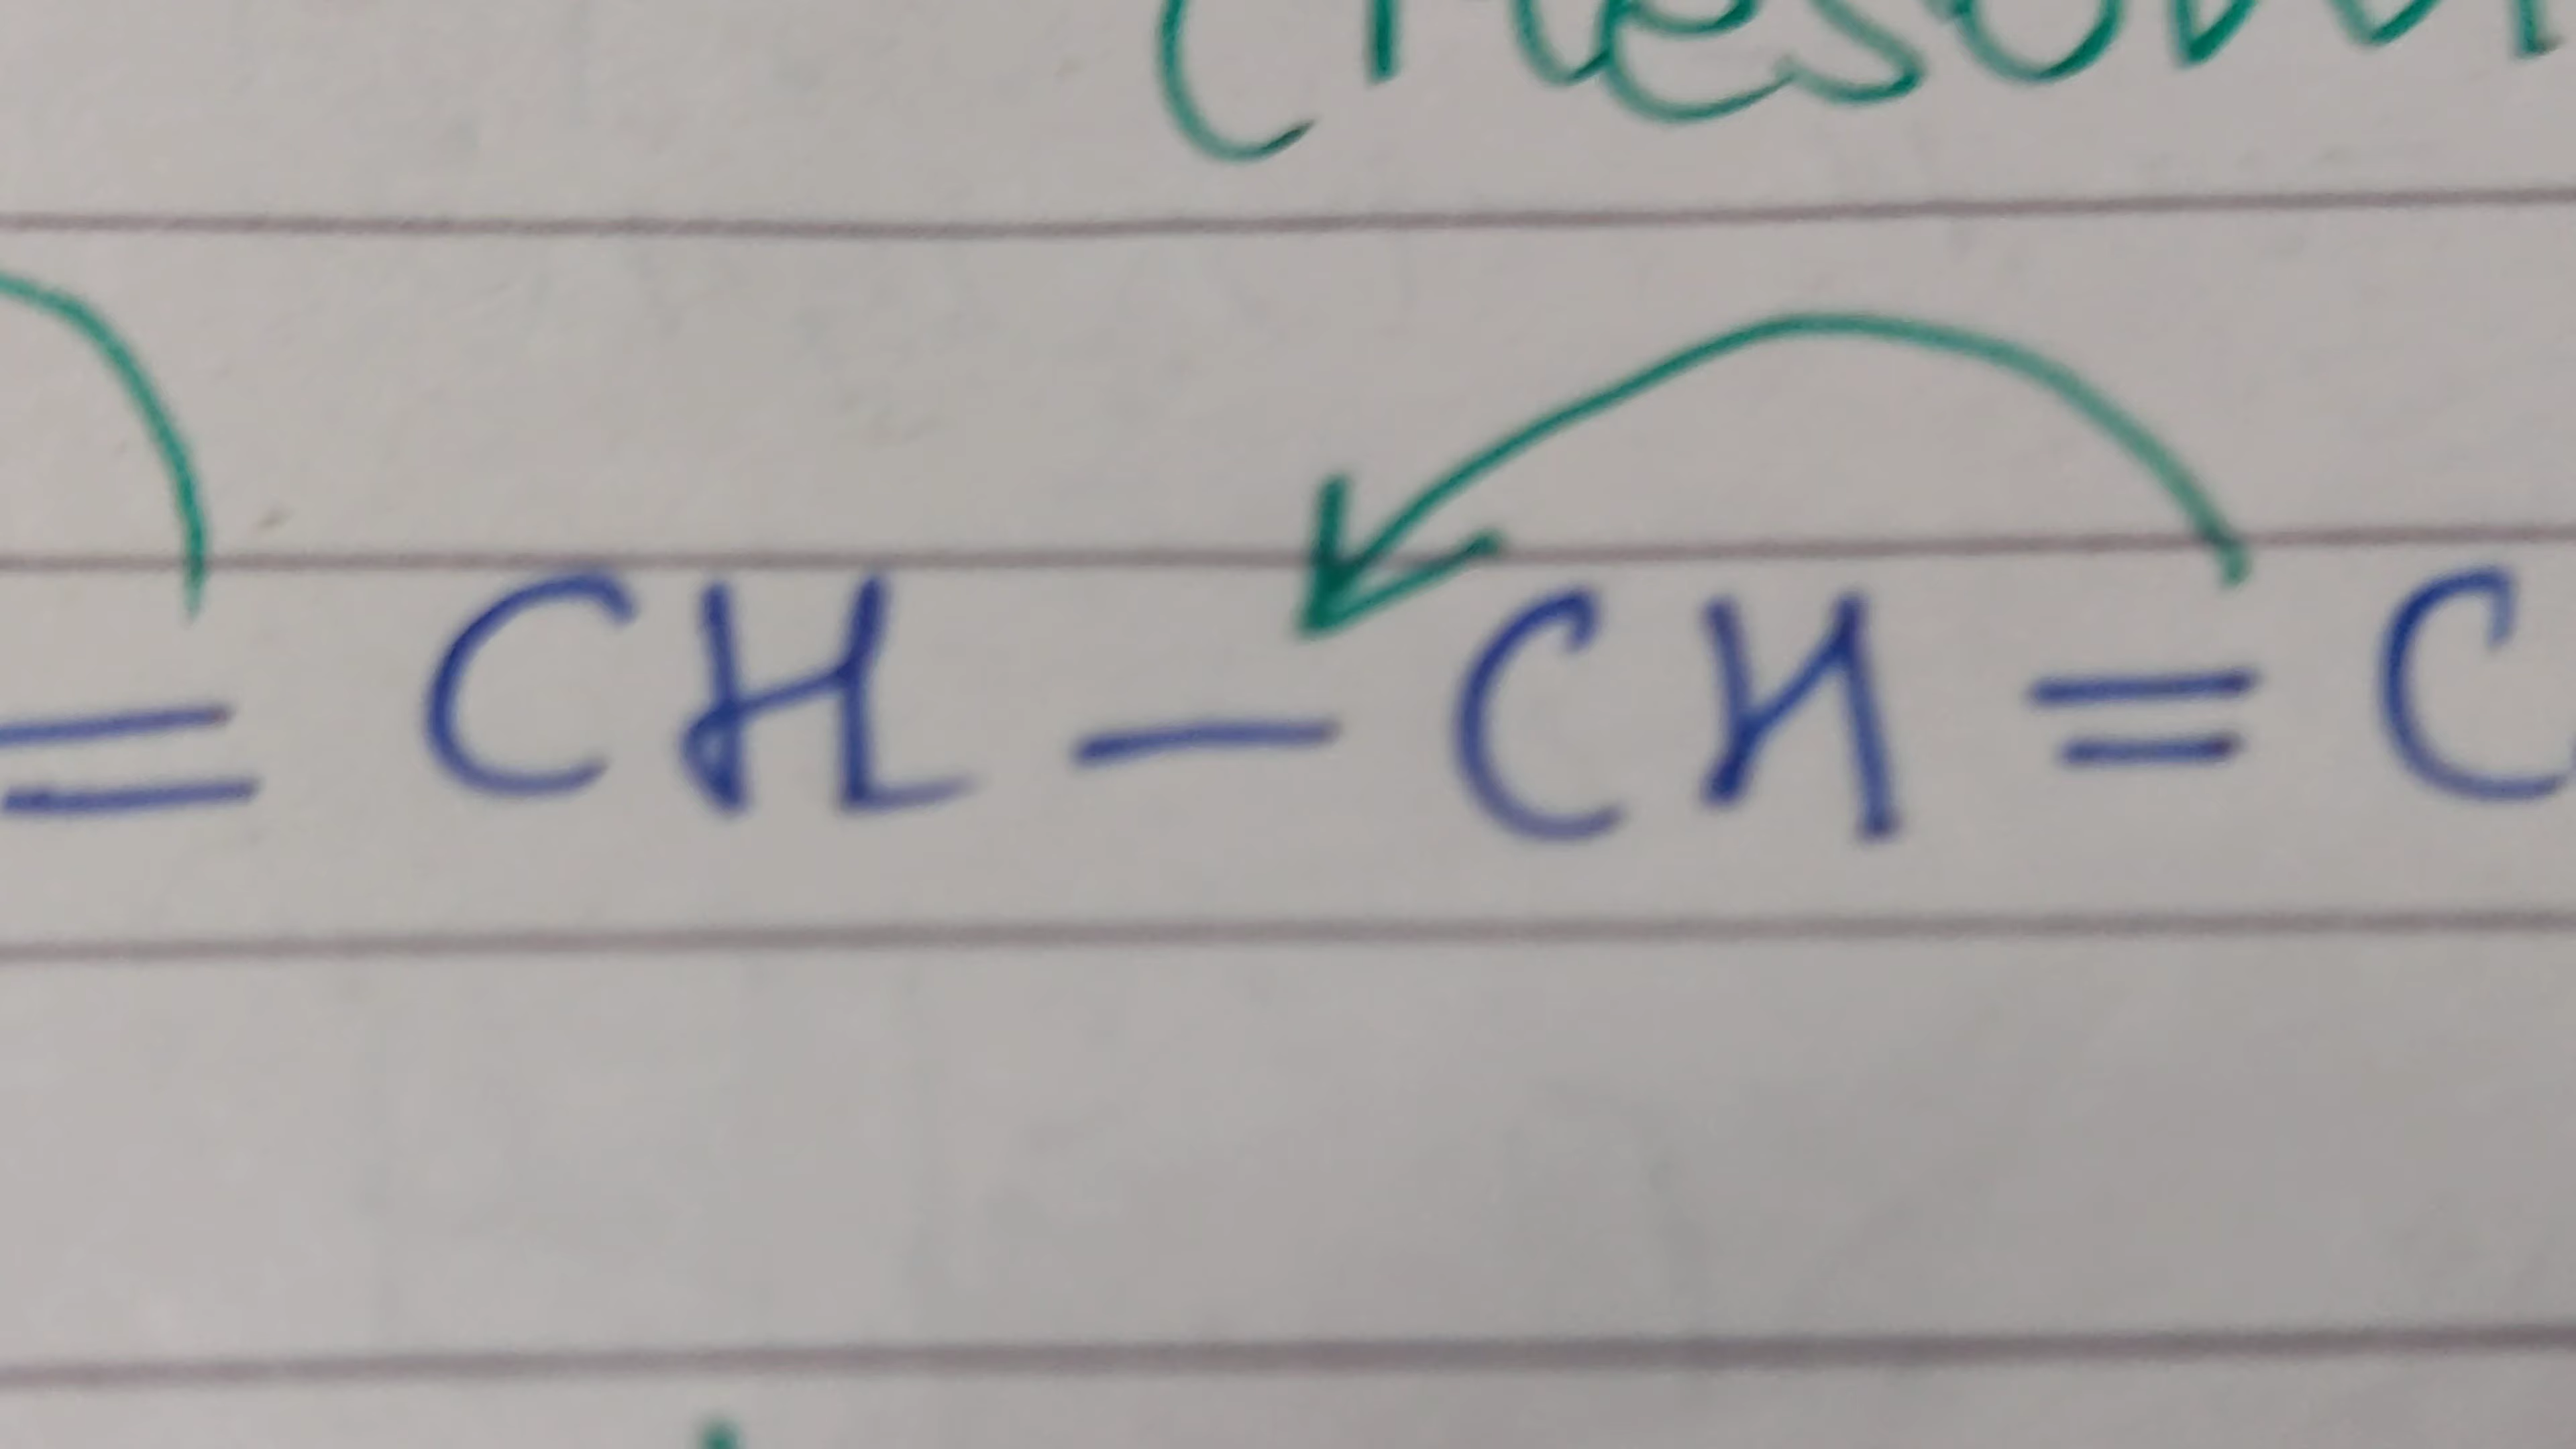 = CH – CH = C